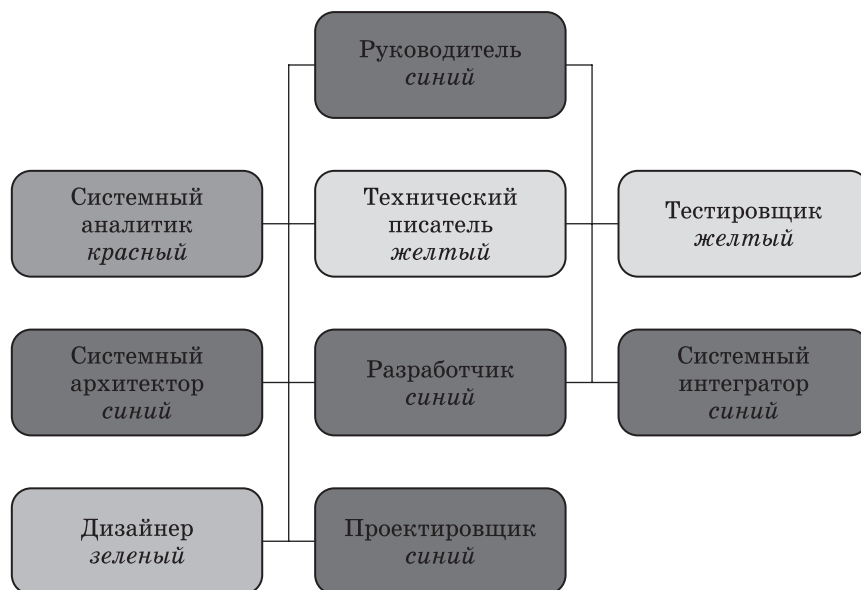 Руководитель
синий
Системный
аналитик
красный
Технический
писатель
желтый
Тестировщик
желтый
Системный
архитектор
синий
Разработчик
синий
Системный
интегратор
синий
Дизайнер
зеленый
Проектировщик
синий